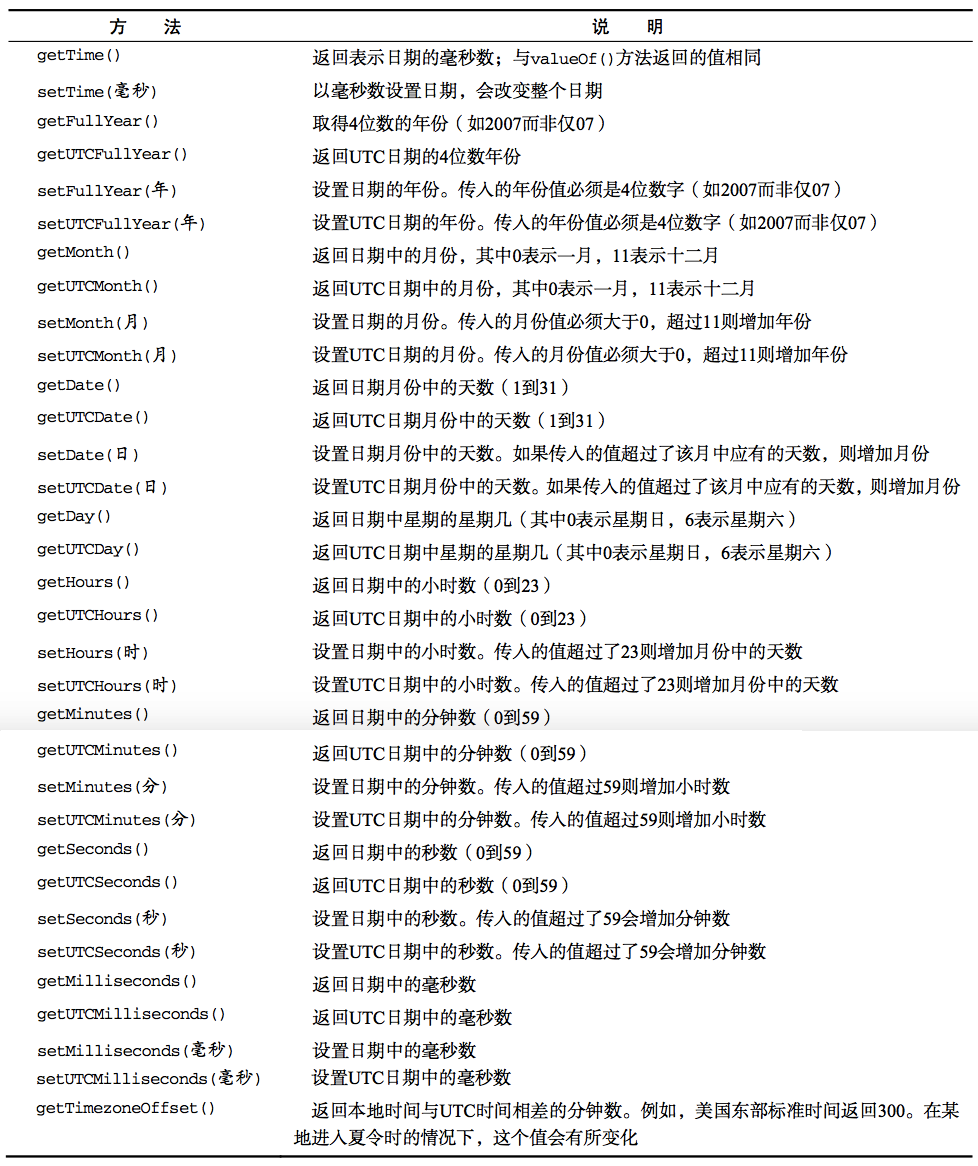 方 法 说 明
getTime() 返回表示日期的毫秒数；与valueOf()方法返回的值相同
setTime(毫秒) 以毫秒数设置日期，会改变整个日期
getFullYear() 取得4位数的年份（如2007而非仅07）
getUTCFullYear() 返回UTC日期的4位数年份
setFullYear(年) 设置日期的年份。传入的年份值必须是4位数字（如2007而非仅07）
setUTCFullYear(年) 设置UTC日期的年份。传入的年份值必须是4位数字（如2007而非仅07）
getMonth() 返回日期中的月份，其中0表示一月，11表示十二月
getUTCMonth() 返回UTC日期中的月份，其中0表示一月，11表示十二月
setMonth(月) 设置日期的月份。传入的月份值必须大于0，超过11则增加年份
setUTCMonth(月) 设置UTC日期的月份。传入的月份值必须大于0，超过11则增加年份
getDate() 返回日期月份中的天数（1到31）
getUTCDate() 返回UTC日期月份中的天数（1到31）
setDate(日) 设置日期月份中的天数。如果传入的值超过了该月中应有的天数，则增加月份
setUTCDate(日) 设置UTC日期月份中的天数。如果传入的值超过了该月中应有的天数，则增加月份
getDay() 返回日期中星期的星期几（其中0表示星期日，6表示星期六）
getUTCDay() 返回UTC日期中星期的星期几（其中0表示星期日，6表示星期六）
getHours() 返回日期中的小时数（0到23）
getUTCHours() 返回UTC日期中的小时数（0到23）
setHours(时) 设置日期中的小时数。传入的值超过了23则增加月份中的天数
setUTCHours(时) 设置UTC日期中的小时数。传入的值超过了23则增加月份中的天数
getMinutes() 返回日期中的分钟数（0到59）
getUTCMinutes() 返回UTC日期中的分钟数（0到59）
setMinutes(分) 设置日期中的分钟数。传入的值超过59则增加小时数
setUTCMinutes(分) 设置UTC日期中的分钟数。传入的值超过59则增加小时数
getSeconds() 返回日期中的秒数（0到59）
getUTCSeconds() 返回UTC日期中的秒数（0到59）
setSeconds(秒) 设置日期中的秒数。传入的值超过了59会增加分钟数
setUTCSeconds(秒) 设置UTC日期中的秒数。传入的值超过了59会增加分钟数
getMilliseconds() 返回日期中的毫秒数
getUTCMilliseconds() 返回UTC日期中的毫秒数
setMilliseconds(毫秒) 设置日期中的毫秒数
setUTCMilliseconds(毫秒) 设置UTC日期中的毫秒数
getTimezoneOffset() 返回本地时间与UTC时间相差的分钟数。例如，美国东部标准时间返回300。在某
地进入夏令时的情况下，这个值会有所变化